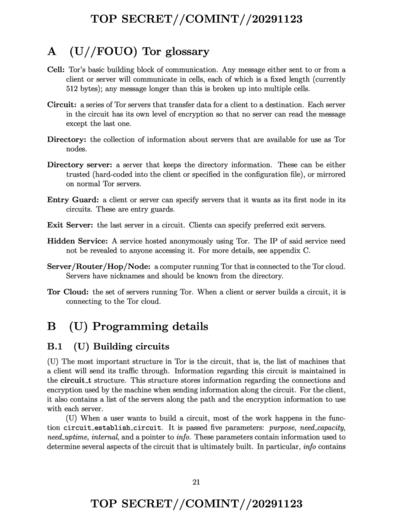 TOP SECRET//COMINT//20291123
A (U//FOUO) Tor glossary
Cell: Tor's basic building block of communication. Any message either sent to or from a
client or server will communicate in cells, each of which is a fixed length (currently
512 bytes); any message longer than this is broken up into multiple cells.
Circuit: a series of Tor servers that transfer data for a client to a destination. Each server
in the circuit has its own level of encryption so that no server can read the message
except the last one.
Directory: the collection of information about servers that are available for use as Tor
nodes.
Directory server: a server that keeps the directory information. These can be either
trusted (hard-coded into the client or specified in the configuration file), or mirrored
on normal Tor servers.
Entry Guard: a client or server can specify servers that it wants as its first node in its
circuits. These are entry guards.
Exit Server: the last server in a circuit. Clients can specify preferred exit servers.
Hidden Service: A service hosted anonymously using Tor. The IP of said service need
not be revealed to anyone accessing it. For more details, see appendix C.
Server/Router/Hop/Node: a computer running Tor that is connected to the Tor cloud.
Servers have nicknames and should be known from the directory.
Tor Cloud: the set of servers running Tor. When a client or server builds a circuit, it is
connecting to the Tor cloud.
B (U) Programming details
B.1 (U) Building circuits
(U) The most important structure in Tor is the circuit, that is, the list of machines that
a client will send its traffic through. Information regarding this circuit is maintained in
the circuit_t structure. This structure stores information regarding the connections and
encryption used by the machine when sending information along the circuit. For the client,
it also contains a list of the servers along the path and the encryption information to use
with each server.
(U) When a user wants to build a circuit, most of the work happens in the func-
tion circuit_establish_circuit. It is passed five parameters: purpose, need_capacity,
need_uptime, internal, and a pointer to info. These parameters contain information used to
determine several aspects of the circuit that is ultimately built. In particular, info contains
21
TOP SECRET//COMINT//20291123